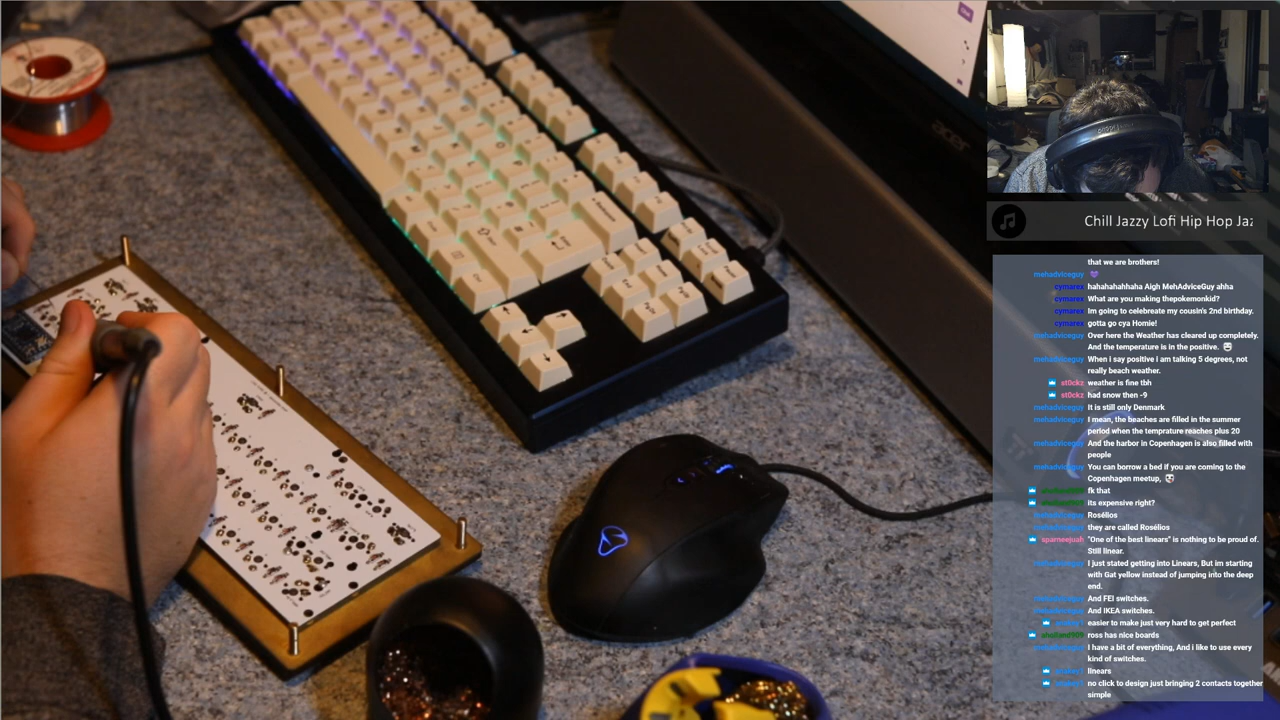 acer
Chill Jazzy Lofi Hip Hop Jaz
that we are brothers!
mehadviceguy
cymarex hahahahahhaha Aigh MehAdviceGuy ahha
cymarex What are you making thepokemonkid?
cymarex Im going to celebreate my cousin's 2nd birthday.
cymarex gotta go cya Homie!
mehadviceguy Over here the Weather has cleared up completely.
And the temperature is in the positive.
mehadviceguy When i say positive I am talking 5 degrees, not
really beach weather.
st0ckz weather is fine tbh
st0ckz had snow then -9
mehadviceguy It is still only Denmark
mehadviceguy I mean, the beaches are filled in the summer
period when the temprature reaches plus 20
mehadviceguy And the harbor in Copenhagen is also filled with
people
mehadviceguy You can borrow a bed if you are coming to the
Copenhagen meetup,
fk that
its expensive right?
mehadviceguy Rosélios
mehadviceguy they are called Rosélios
sparneejuah "One of the best linears" is nothing to be proud of.
Still linear.
mehadviceguy I just stated getting into Linears, But im starting
with Gat yellow instead of jumping into the deep
end.
mehadviceguy And FEI switches.
mehadviceguy And IKEA switches.
easier to make just very hard to get perfect
ross has nice boards
mehadviceguy I have a bit of everything, And i like to use every
kind of switches.
linears
no click to design just bringing 2 contacts together
simple